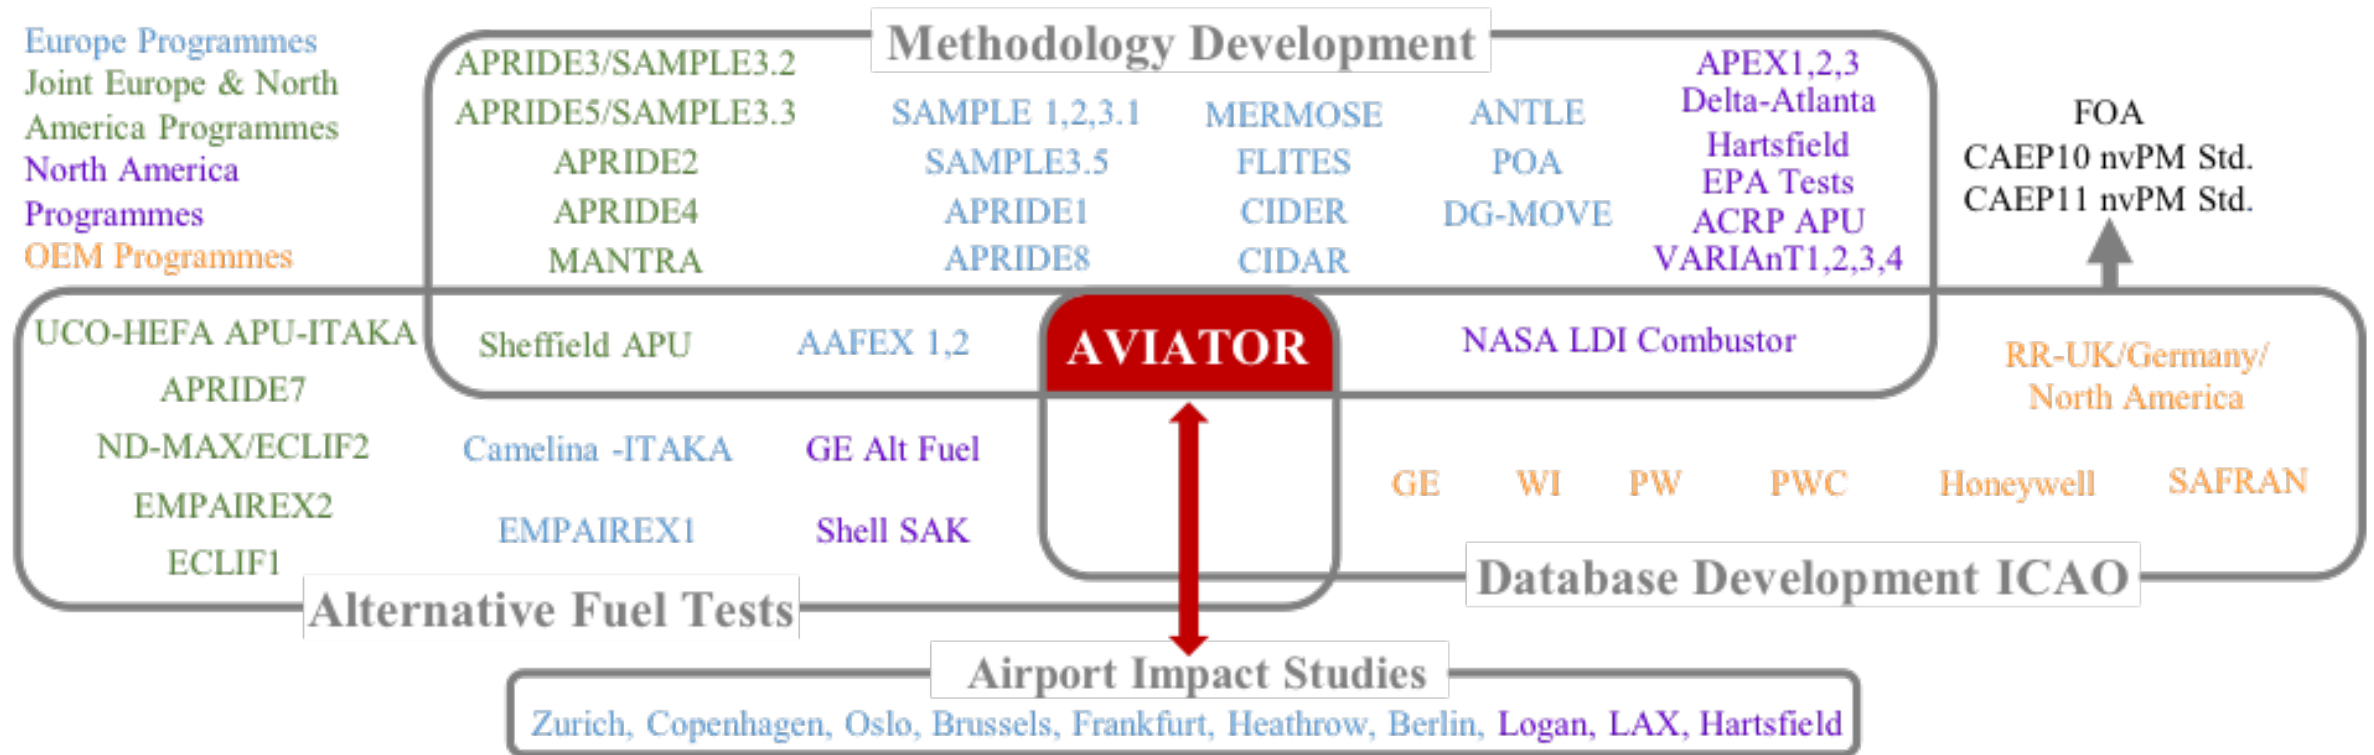 Europe Programmes
Joint Europe & North
America Programmes
North America
Programmes
OEM Programmes
Methodology Development
APRIDE3/SAMPLE3.2
APRIDE5/SAMPLE3.3
APRIDE2
APRIDE4
MANTRA
SAMPLE 1,2,3.1
SAMPLE3.5
APRIDE1
APRIDE8
MERMOSE
FLITES
CIDER
CIDAR
ANTLE
POA
DG-MOVE
APEX1,2,3
Delta-Atlanta
Hartsfield
EPA Tests
ACRP APU
VARIAnT1,2,3,4
FOA
CAEP10 nvPM Std.
CAEP11 nvPM Std.
UCO-HEFA APU-ITAKA
APRIDE7
ND-MAX/ECLIF2
EMPAIREX2
ECLIF1
Sheffield APU
AAFEX 1,2
AVIATOR
NASA LDI Combustor
Camelina -ITAKA
EMPAIREX1
GE Alt Fuel
Shell SAK
RR-UK/Germany/
North America
GE WI PW PWC Honeywell SAFRAN
Alternative Fuel Tests
Database Development ICAO
Airport Impact Studies
Zurich, Copenhagen, Oslo, Brussels, Frankfurt, Heathrow, Berlin, Logan, LAX, Hartsfield